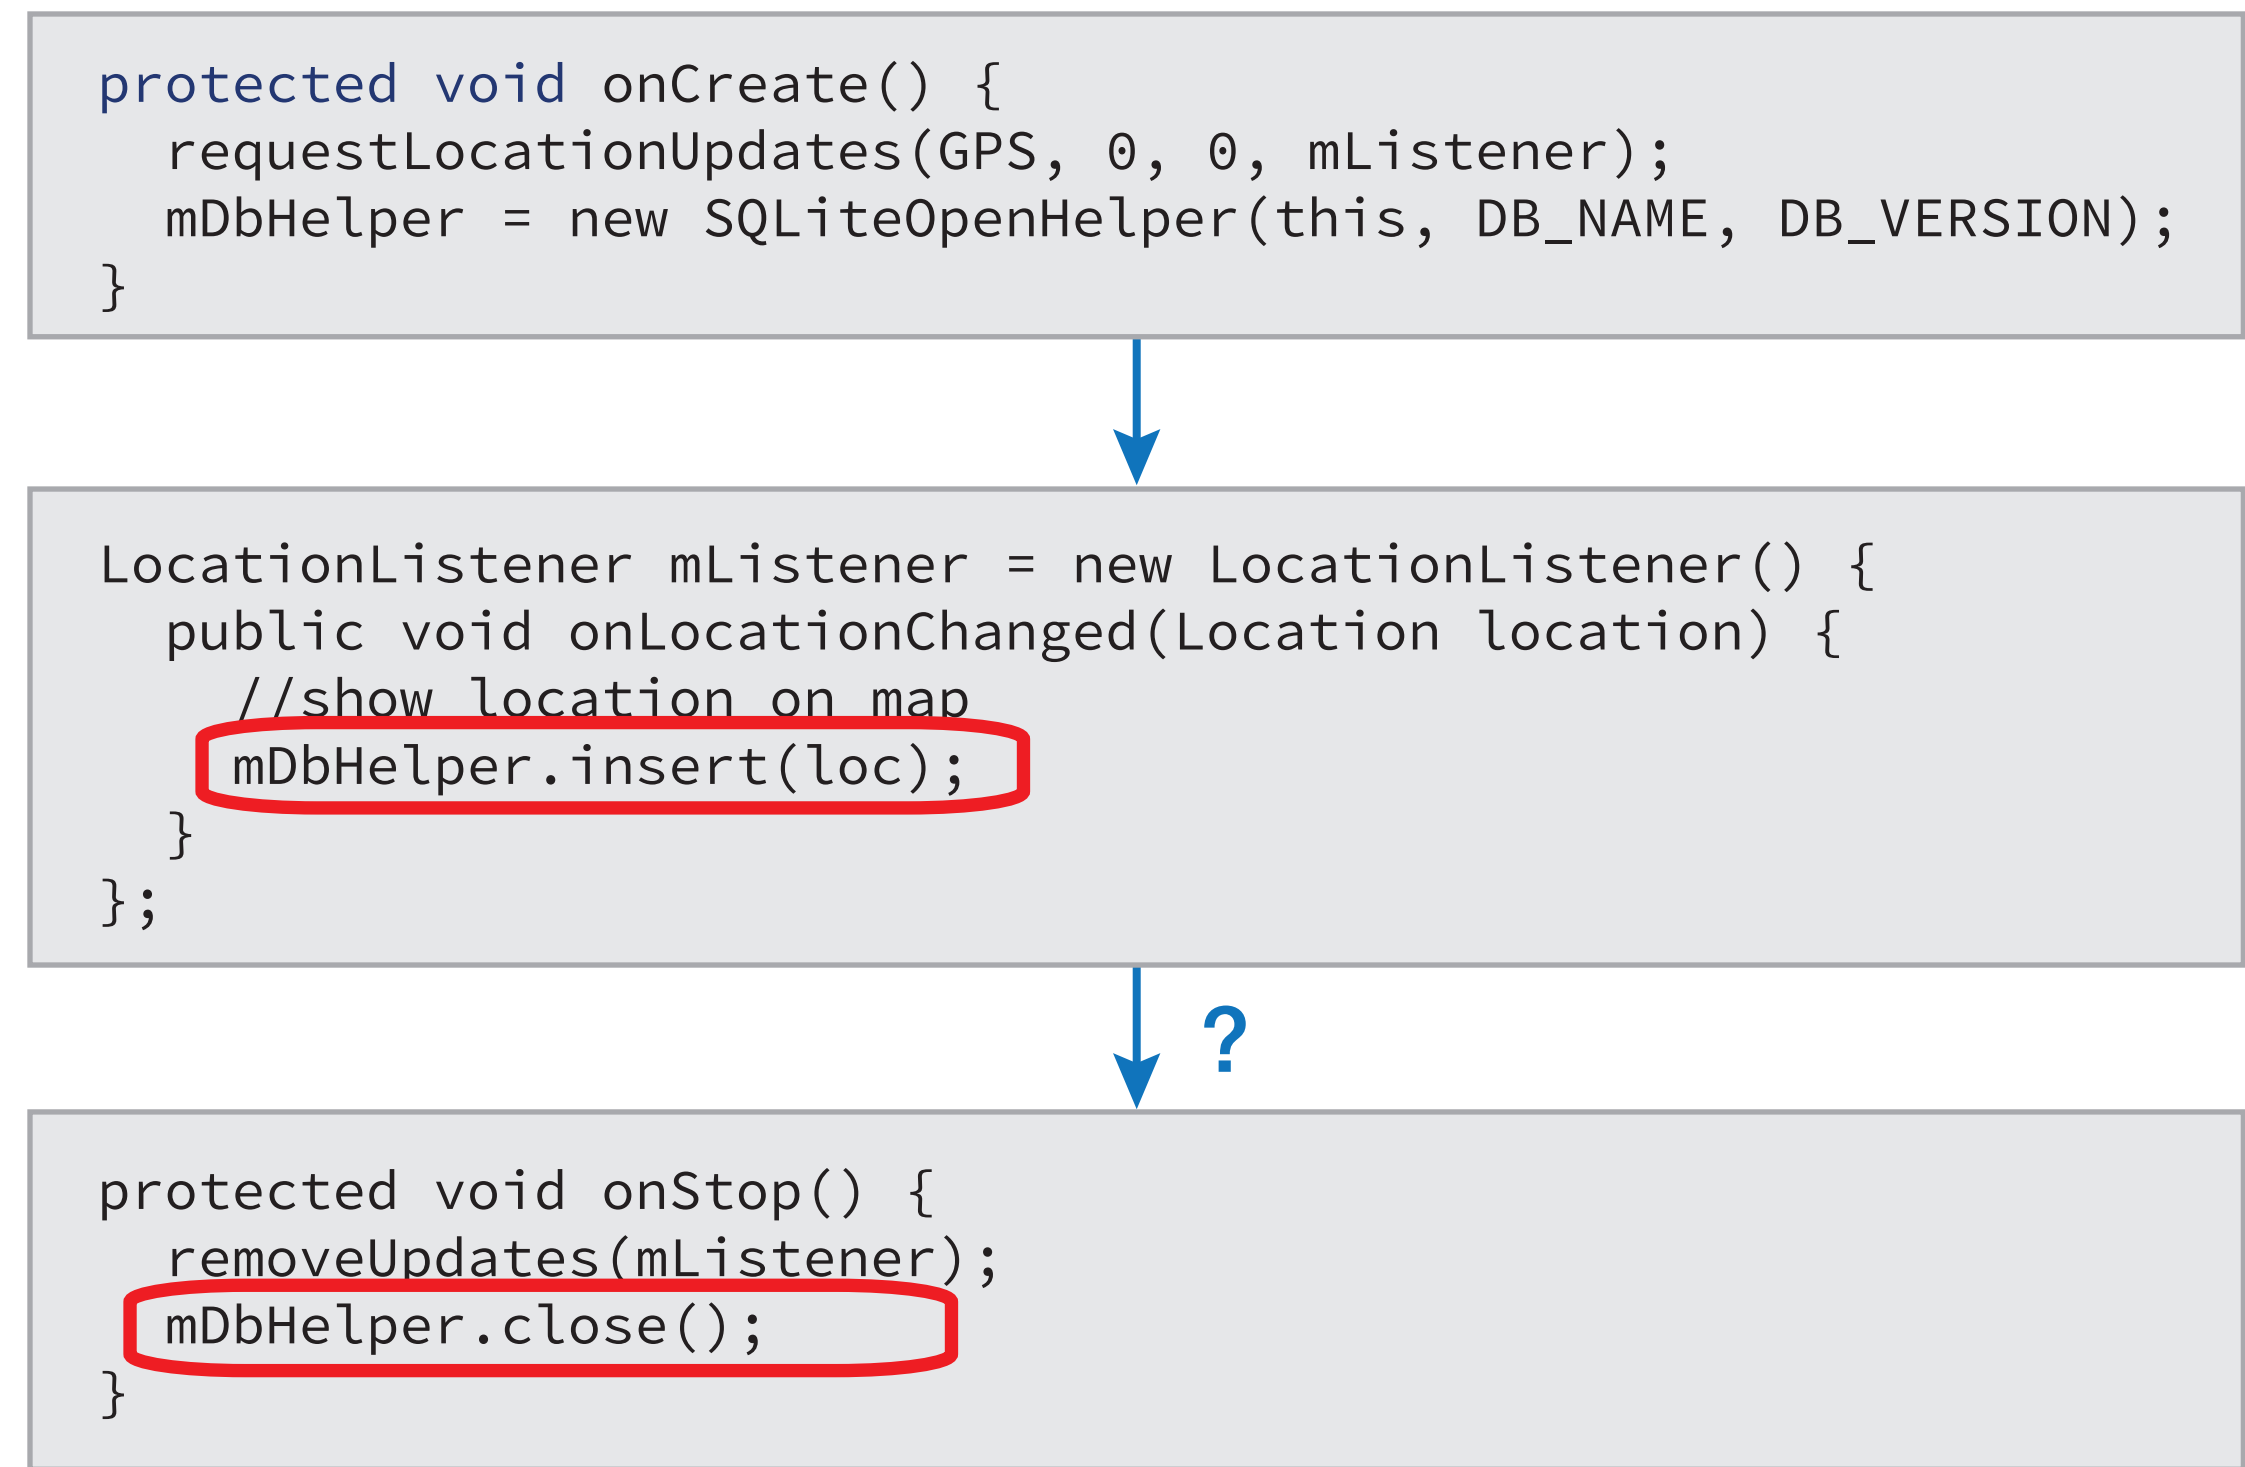 protected void onCreate() {
  requestLocationUpdates(GPS, 0, 0, mListener);
  mDbHelper = new SQLiteOpenHelper(this, DB_NAME, DB_VERSION);
}
LocationListener mListener = new LocationListener() {
  public void onLocationChanged(Location location) {
    //show location on map
    mDbHelper.insert(loc);
  }
};
?
protected void onStop() {
  removeUpdates(mListener);
  mDbHelper.close();
}